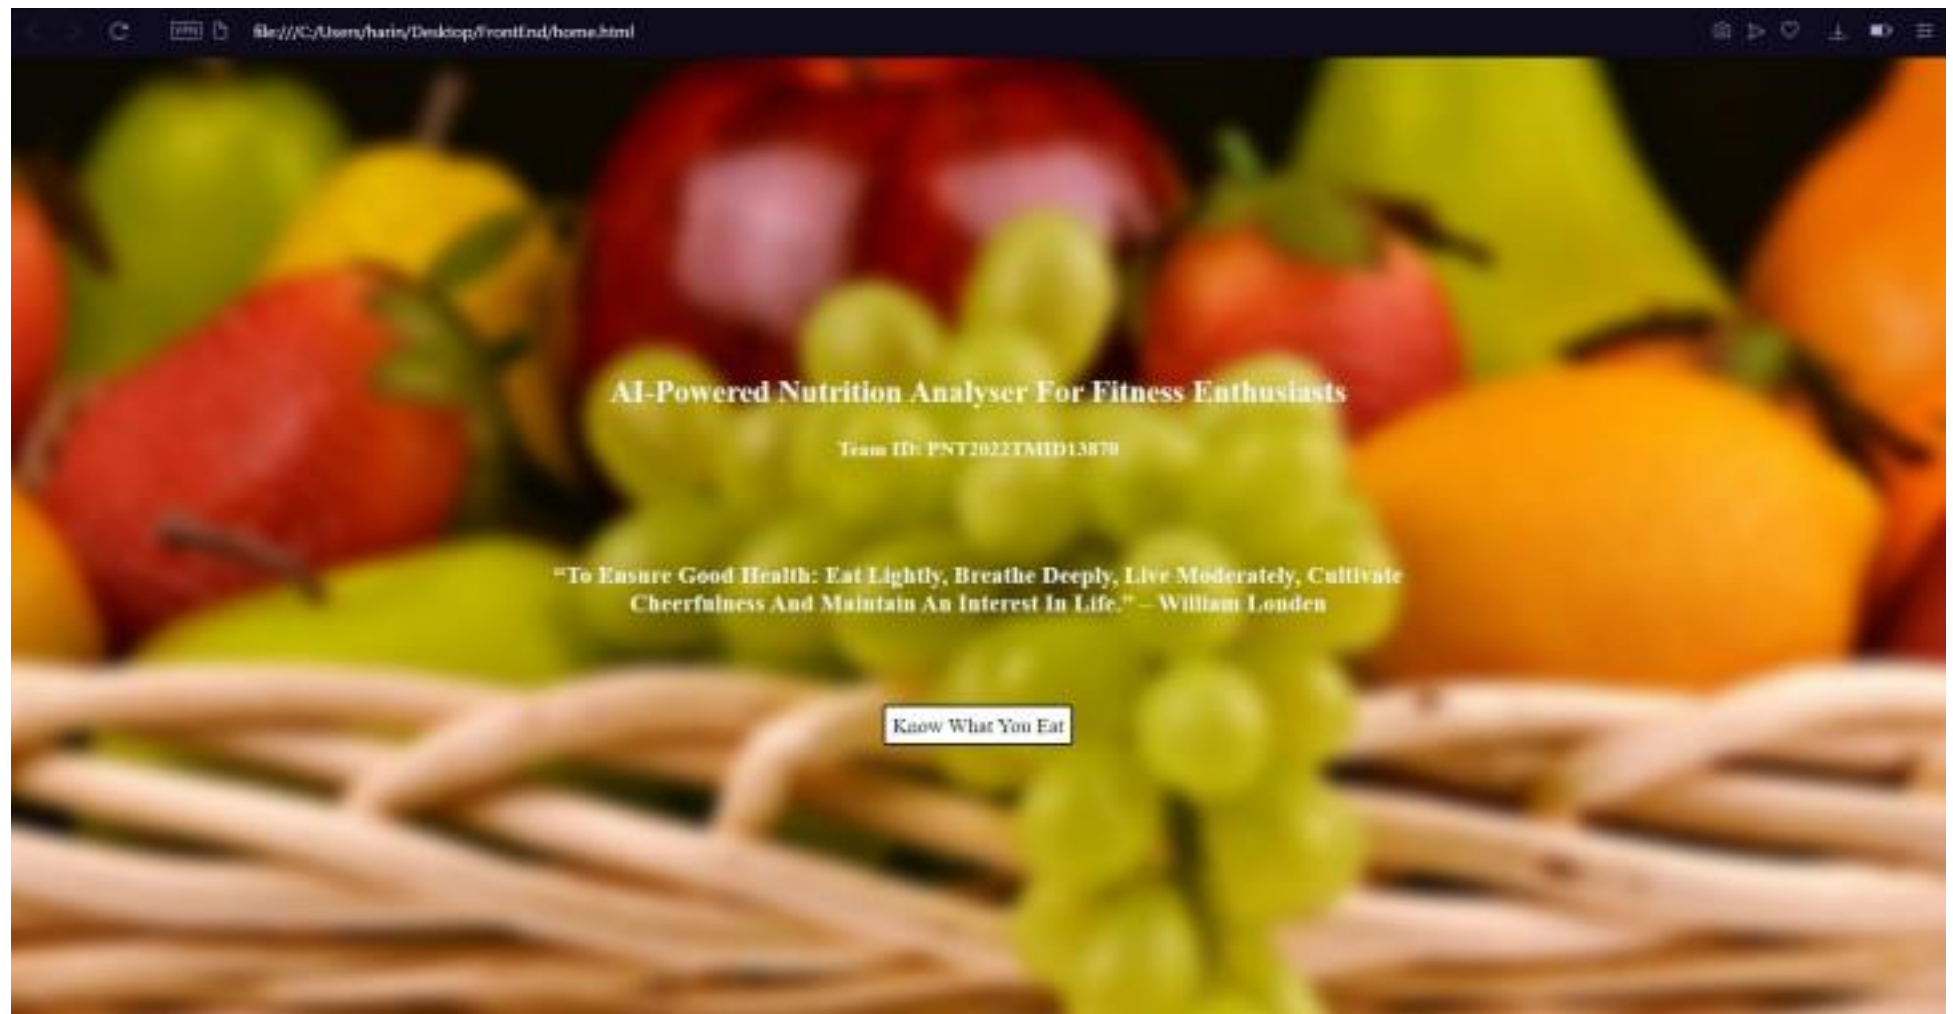 VPN
file:///C:/Users/harin/Desktop/FrontEnd/home.html
AI-Powered Nutrition Analyser For Fitness Enthusiasts
Team ID: PNT2022TMID13870
“To Ensure Good Health: Eat Lightly, Breathe Deeply, Live Moderately, Cultivate
Cheerfulness And Maintain An Interest In Life.” – William Londen
Know What You Eat